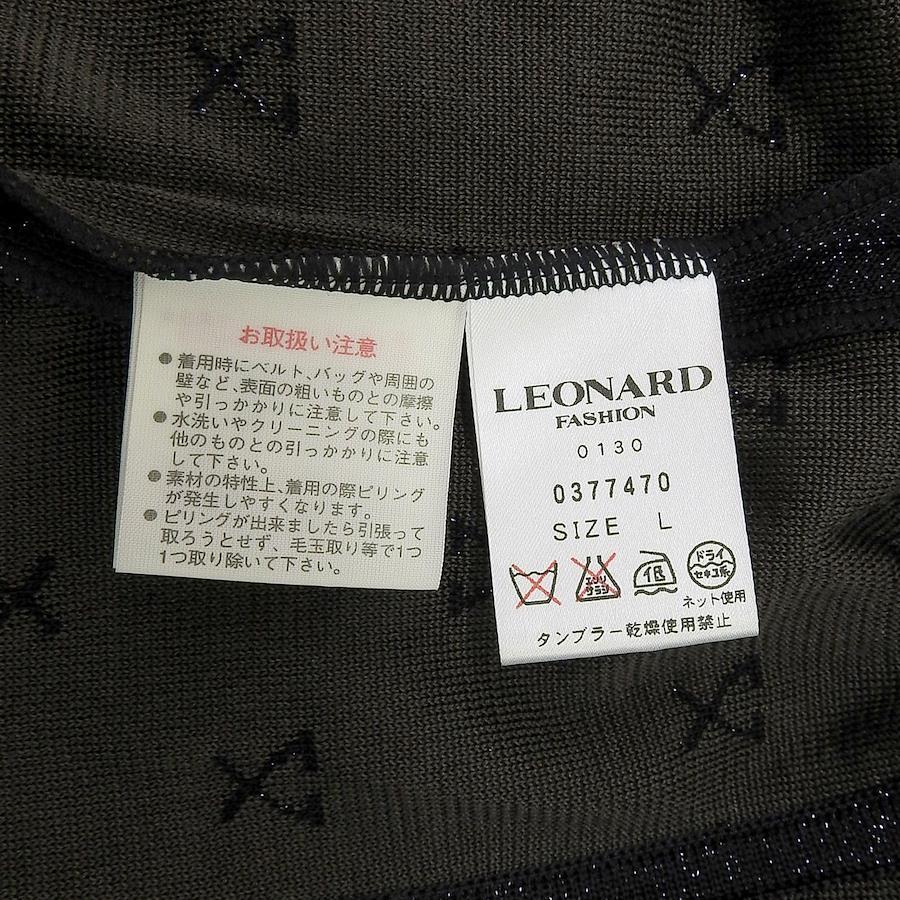 お取扱い注意
●着用時にベルト、バッグや周囲の
壁など、表面の粗いものとの摩擦
や引っかかりに注意して下さい。
●水洗いやクリーニングの際にも
他のものとの引っかかりに注意
して下さい。
●素材の特性上、着用の際ピリング
が発生しやすくなります。
●ピリングが出来ましたら引張って
取ろうとせず、毛玉取り等で1つ
1つ取り除いて下さい。
LEONARD
FASHION
0130
0377470
SIZE L
エンソ
サラシ
低
ドライ
セキユ系
ネット使用
タンブラー乾燥使用禁止